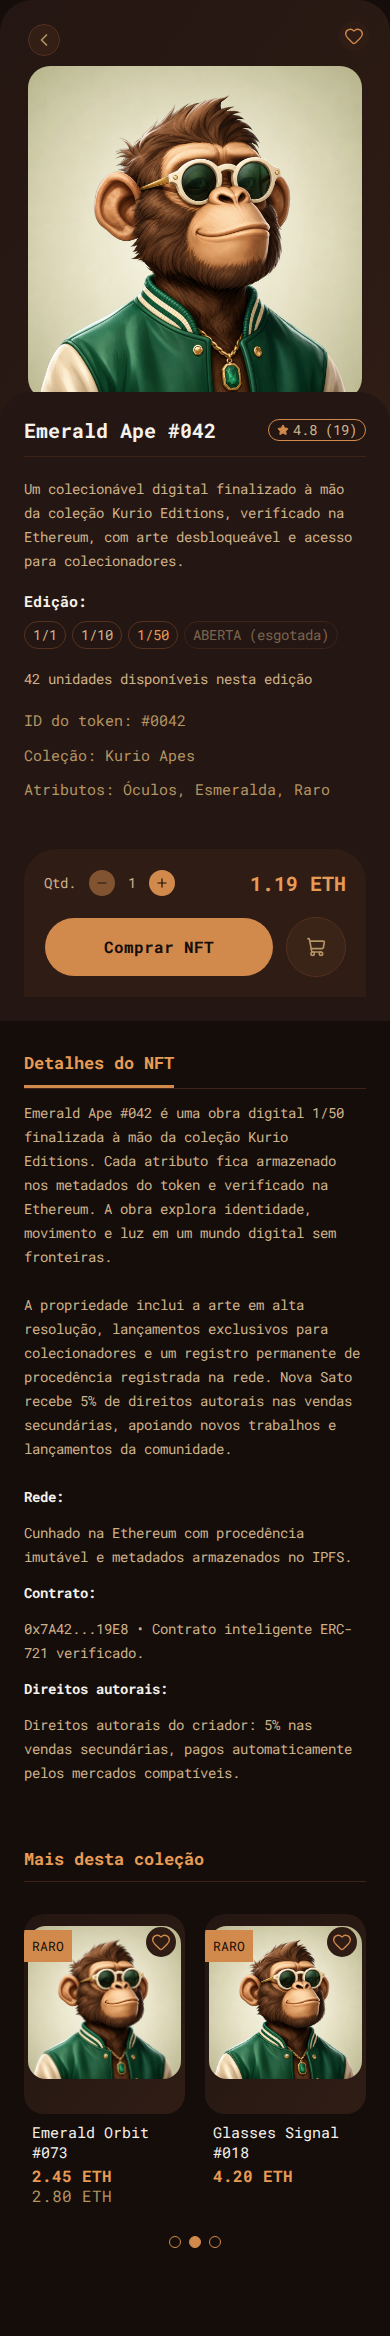 Emerald Ape #042
4.8 (19)
Um colecionável digital finalizado à mão
da coleção Kurio Editions, verificado na
Ethereum, com arte desbloqueável e acesso
para colecionadores.
Edição:
1/1 1/10 1/50 ABERTA (esgotada)
42 unidades disponíveis nesta edição
ID do token: #0042
Coleção: Kurio Apes
Atributos: Óculos, Esmeralda, Raro
Qtd. − 1 + 1.19 ETH
Comprar NFT
Detalhes do NFT
Emerald Ape #042 é uma obra digital 1/50
finalizada à mão da coleção Kurio
Editions. Cada atributo fica armazenado
nos metadados do token e verificado na
Ethereum. A obra explora identidade,
movimento e luz em um mundo digital sem
fronteiras.
A propriedade inclui a arte em alta
resolução, lançamentos exclusivos para
colecionadores e um registro permanente de
procedência registrada na rede. Nova Sato
recebe 5% de direitos autorais nas vendas
secundárias, apoiando novos trabalhos e
lançamentos da comunidade.
Rede:
Cunhado na Ethereum com procedência
imutável e metadados armazenados no IPFS.
Contrato:
0x7A42...19E8 • Contrato inteligente ERC-
721 verificado.
Direitos autorais:
Direitos autorais do criador: 5% nas
vendas secundárias, pagos automaticamente
pelos mercados compatíveis.
Mais desta coleção
RARO
Emerald Orbit
#073
2.45 ETH
2.80 ETH
RARO
Glasses Signal
#018
4.20 ETH